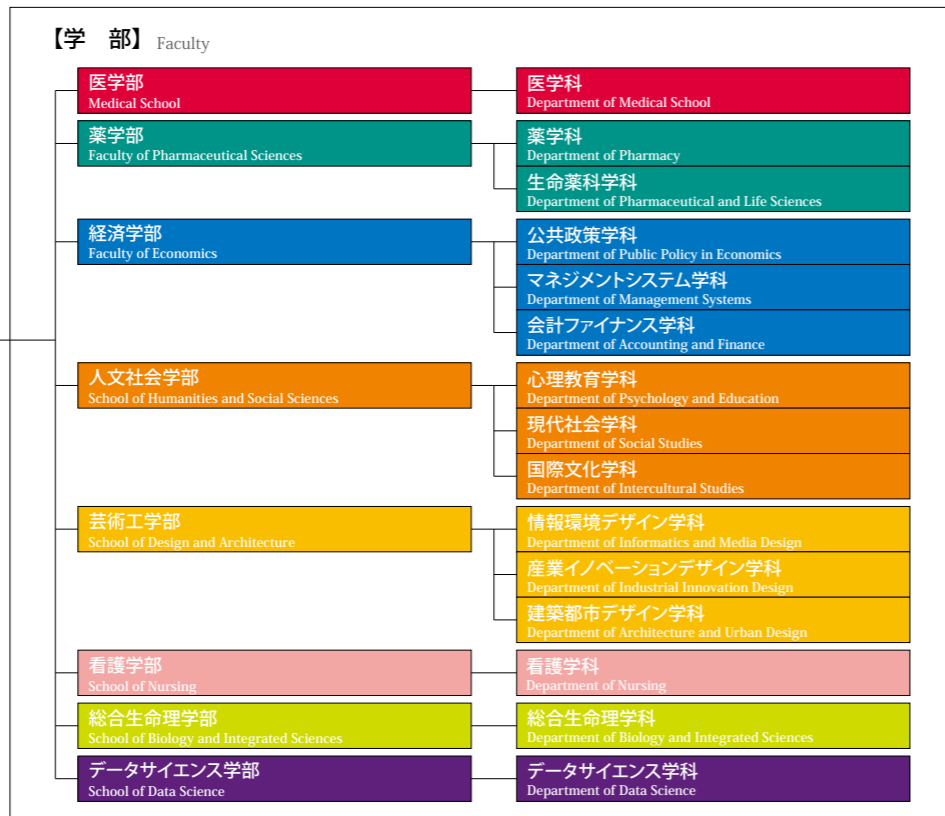 【学　部】 Faculty
医学部
Medical School
医学科
Department of Medical School
薬学部
Faculty of Pharmaceutical Sciences
薬学科
Department of Pharmacy
生命薬科学科
Department of Pharmaceutical and Life Sciences
経済学部
Faculty of Economics
公共政策学科
Department of Public Policy in Economics
マネジメントシステム学科
Department of Management Systems
会計ファイナンス学科
Department of Accounting and Finance
人文社会学部
School of Humanities and Social Sciences
心理教育学科
Department of Psychology and Education
現代社会学科
Department of Social Studies
国際文化学科
Department of Intercultural Studies
芸術工学部
School of Design and Architecture
情報環境デザイン学科
Department of Informatics and Media Design
産業イノベーションデザイン学科
Department of Industrial Innovation Design
建築都市デザイン学科
Department of Architecture and Urban Design
看護学部
School of Nursing
看護学科
Department of Nursing
総合生命理学部
School of Biology and Integrated Sciences
総合生命理学科
Department of Biology and Integrated Sciences
データサイエンス学部
School of Data Science
データサイエンス学科
Department of Data Science